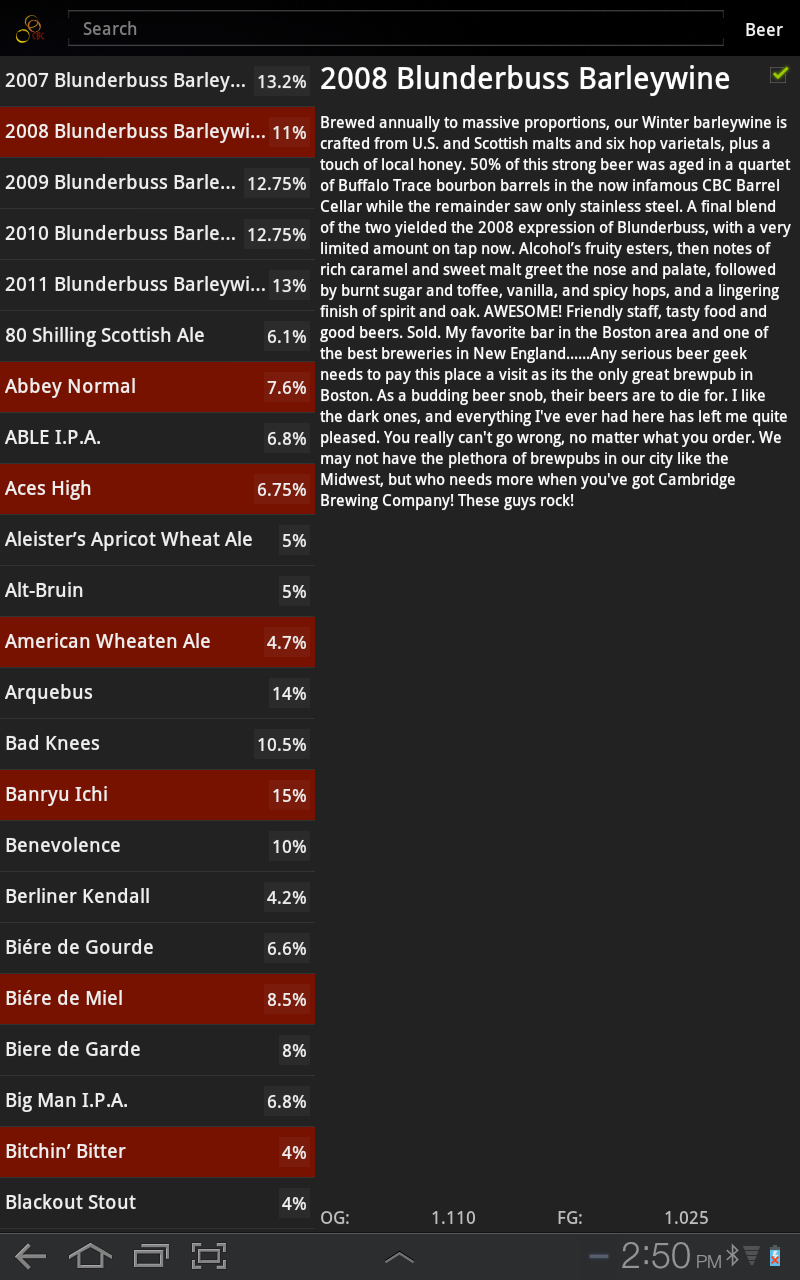 CBC
Search
Beer
2007 Blunderbuss Barley... 13.2%
2008 Blunderbuss Barleywi... 11%
2009 Blunderbuss Barle... 12.75%
2010 Blunderbuss Barle... 12.75%
2011 Blunderbuss Barleywi... 13%
80 Shilling Scottish Ale 6.1%
Abbey Normal 7.6%
ABLE I.P.A. 6.8%
Aces High 6.75%
Aleister’s Apricot Wheat Ale 5%
Alt-Bruin 5%
American Wheaten Ale 4.7%
Arquebus 14%
Bad Knees 10.5%
Banryu Ichi 15%
Benevolence 10%
Berliner Kendall 4.2%
Biére de Gourde 6.6%
Biére de Miel 8.5%
Biere de Garde 8%
Big Man I.P.A. 6.8%
Bitchin’ Bitter 4%
Blackout Stout 4%
2008 Blunderbuss Barleywine
Brewed annually to massive proportions, our Winter barleywine is
crafted from U.S. and Scottish malts and six hop varietals, plus a
touch of local honey. 50% of this strong beer was aged in a quartet
of Buffalo Trace bourbon barrels in the now infamous CBC Barrel
Cellar while the remainder saw only stainless steel. A final blend
of the two yielded the 2008 expression of Blunderbuss, with a very
limited amount on tap now. Alcohol’s fruity esters, then notes of
rich caramel and sweet malt greet the nose and palate, followed
by burnt sugar and toffee, vanilla, and spicy hops, and a lingering
finish of spirit and oak. AWESOME! Friendly staff, tasty food and
good beers. Sold. My favorite bar in the Boston area and one of
the best breweries in New England......Any serious beer geek
needs to pay this place a visit as its the only great brewpub in
Boston. As a budding beer snob, their beers are to die for. I like
the dark ones, and everything I've ever had here has left me quite
pleased. You really can't go wrong, no matter what you order. We
may not have the plethora of brewpubs in our city like the
Midwest, but who needs more when you've got Cambridge
Brewing Company! These guys rock!
OG: 1.110 FG: 1.025
2:50 PM